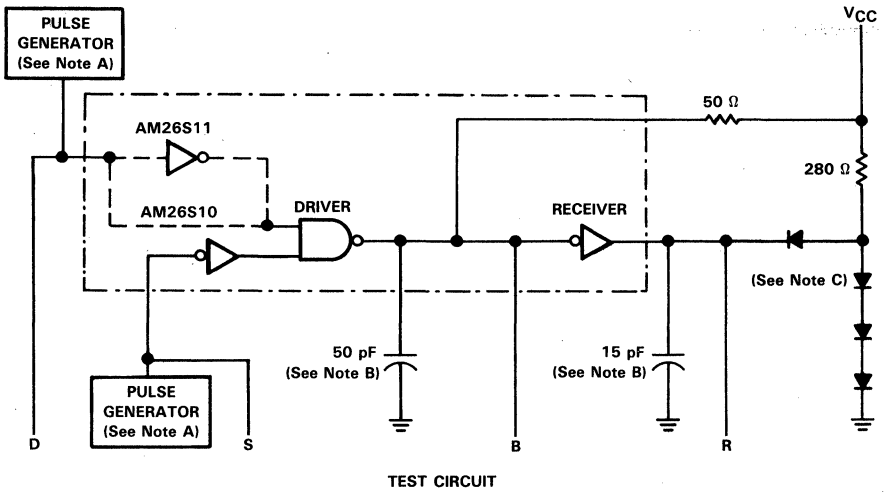 PULSE
GENERATOR
(See Note A)
VCC
50 Ω
AM26S11
280 Ω
AM26S10
DRIVER
RECEIVER
(See Note C)
50 pF
(See Note B)
15 pF
(See Note B)
PULSE
GENERATOR
(See Note A)
D
S
B
R
TEST CIRCUIT